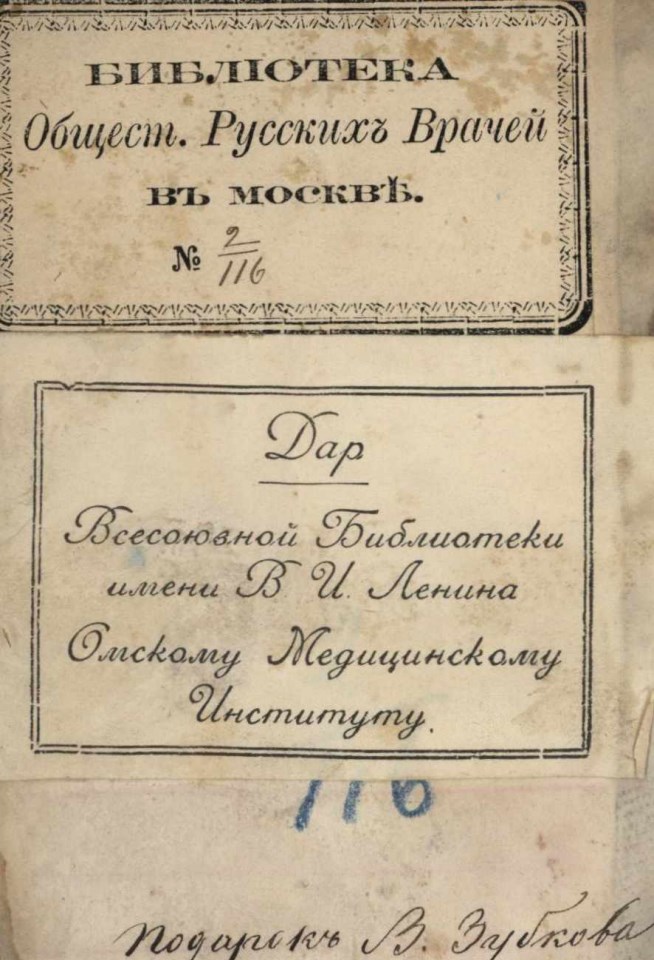 БИБЛІОТЕКА
Общест. Русскихъ Врачей
ВЪ МОСКВѢ.
№ 2/116
Дар
Всесоюзной Библиотеки
имени В И. Ленина
Омскому Медицинскому
Институту.
116
Подарокъ В. Зубкова